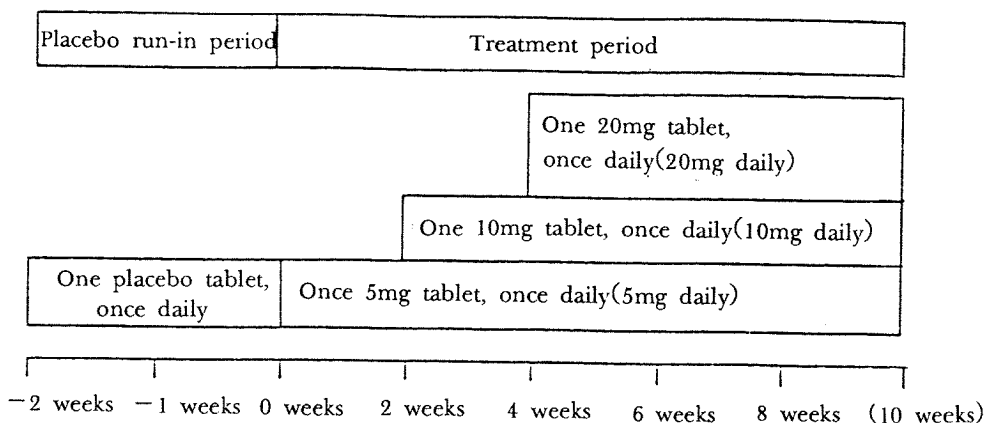 Placebo run-in period
Treatment period
One 20mg tablet,
once daily(20mg daily)
One 10mg tablet, once daily(10mg daily)
One placebo tablet,
once daily
Once 5mg tablet, once daily(5mg daily)
−2 weeks −1 weeks 0 weeks 2 weeks 4 weeks 6 weeks 8 weeks (10 weeks)